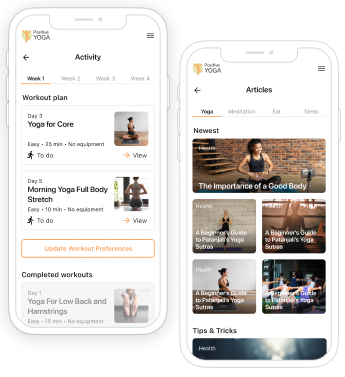 Positive
YOGA
Activity
Week 1 Week 2 Week 3 Week 4
Workout plan
Day 3
Yoga for Core
Easy • 25 min • No equipment
To do
View
Day 5
Morning Yoga Full Body
Stretch
Easy • 10 min • No equipment
To do
View
Update Workout Preferences
Completed workouts
Day 1
Yoga For Low Back and
Hamstrings
Easy • 15 min • No equipment
Positive
YOGA
Articles
Yoga Meditation Eat Sleep
Newest
Health
The Importance of a Good Body
Health
A Beginner's Guide
to Patanjali's Yoga
Sutras
Health
A Beginner's Guide
to Patanjali's Yoga
Sutras
Health
A Beginner's Guide
to Patanjali's Yoga
Sutras
A Beginner's Guide
to Patanjali's Yoga
Sutras
Tips & Tricks
Health